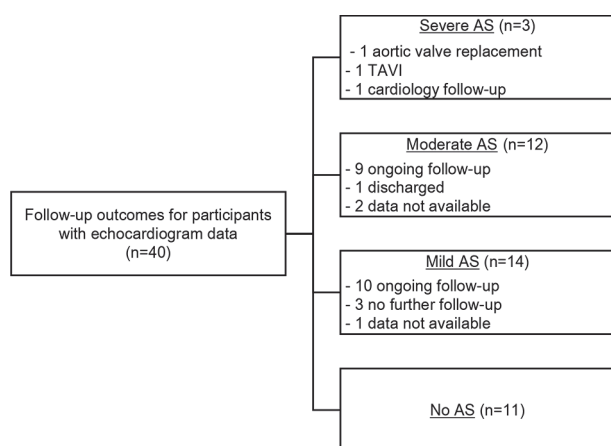 Severe AS (n=3)
- 1 aortic valve replacement
- 1 TAVI
- 1 cardiology follow-up
Moderate AS (n=12)
- 9 ongoing follow-up
- 1 discharged
- 2 data not available
Follow-up outcomes for participants
with echocardiogram data
(n=40)
Mild AS (n=14)
- 10 ongoing follow-up
- 3 no further follow-up
- 1 data not available
No AS (n=11)